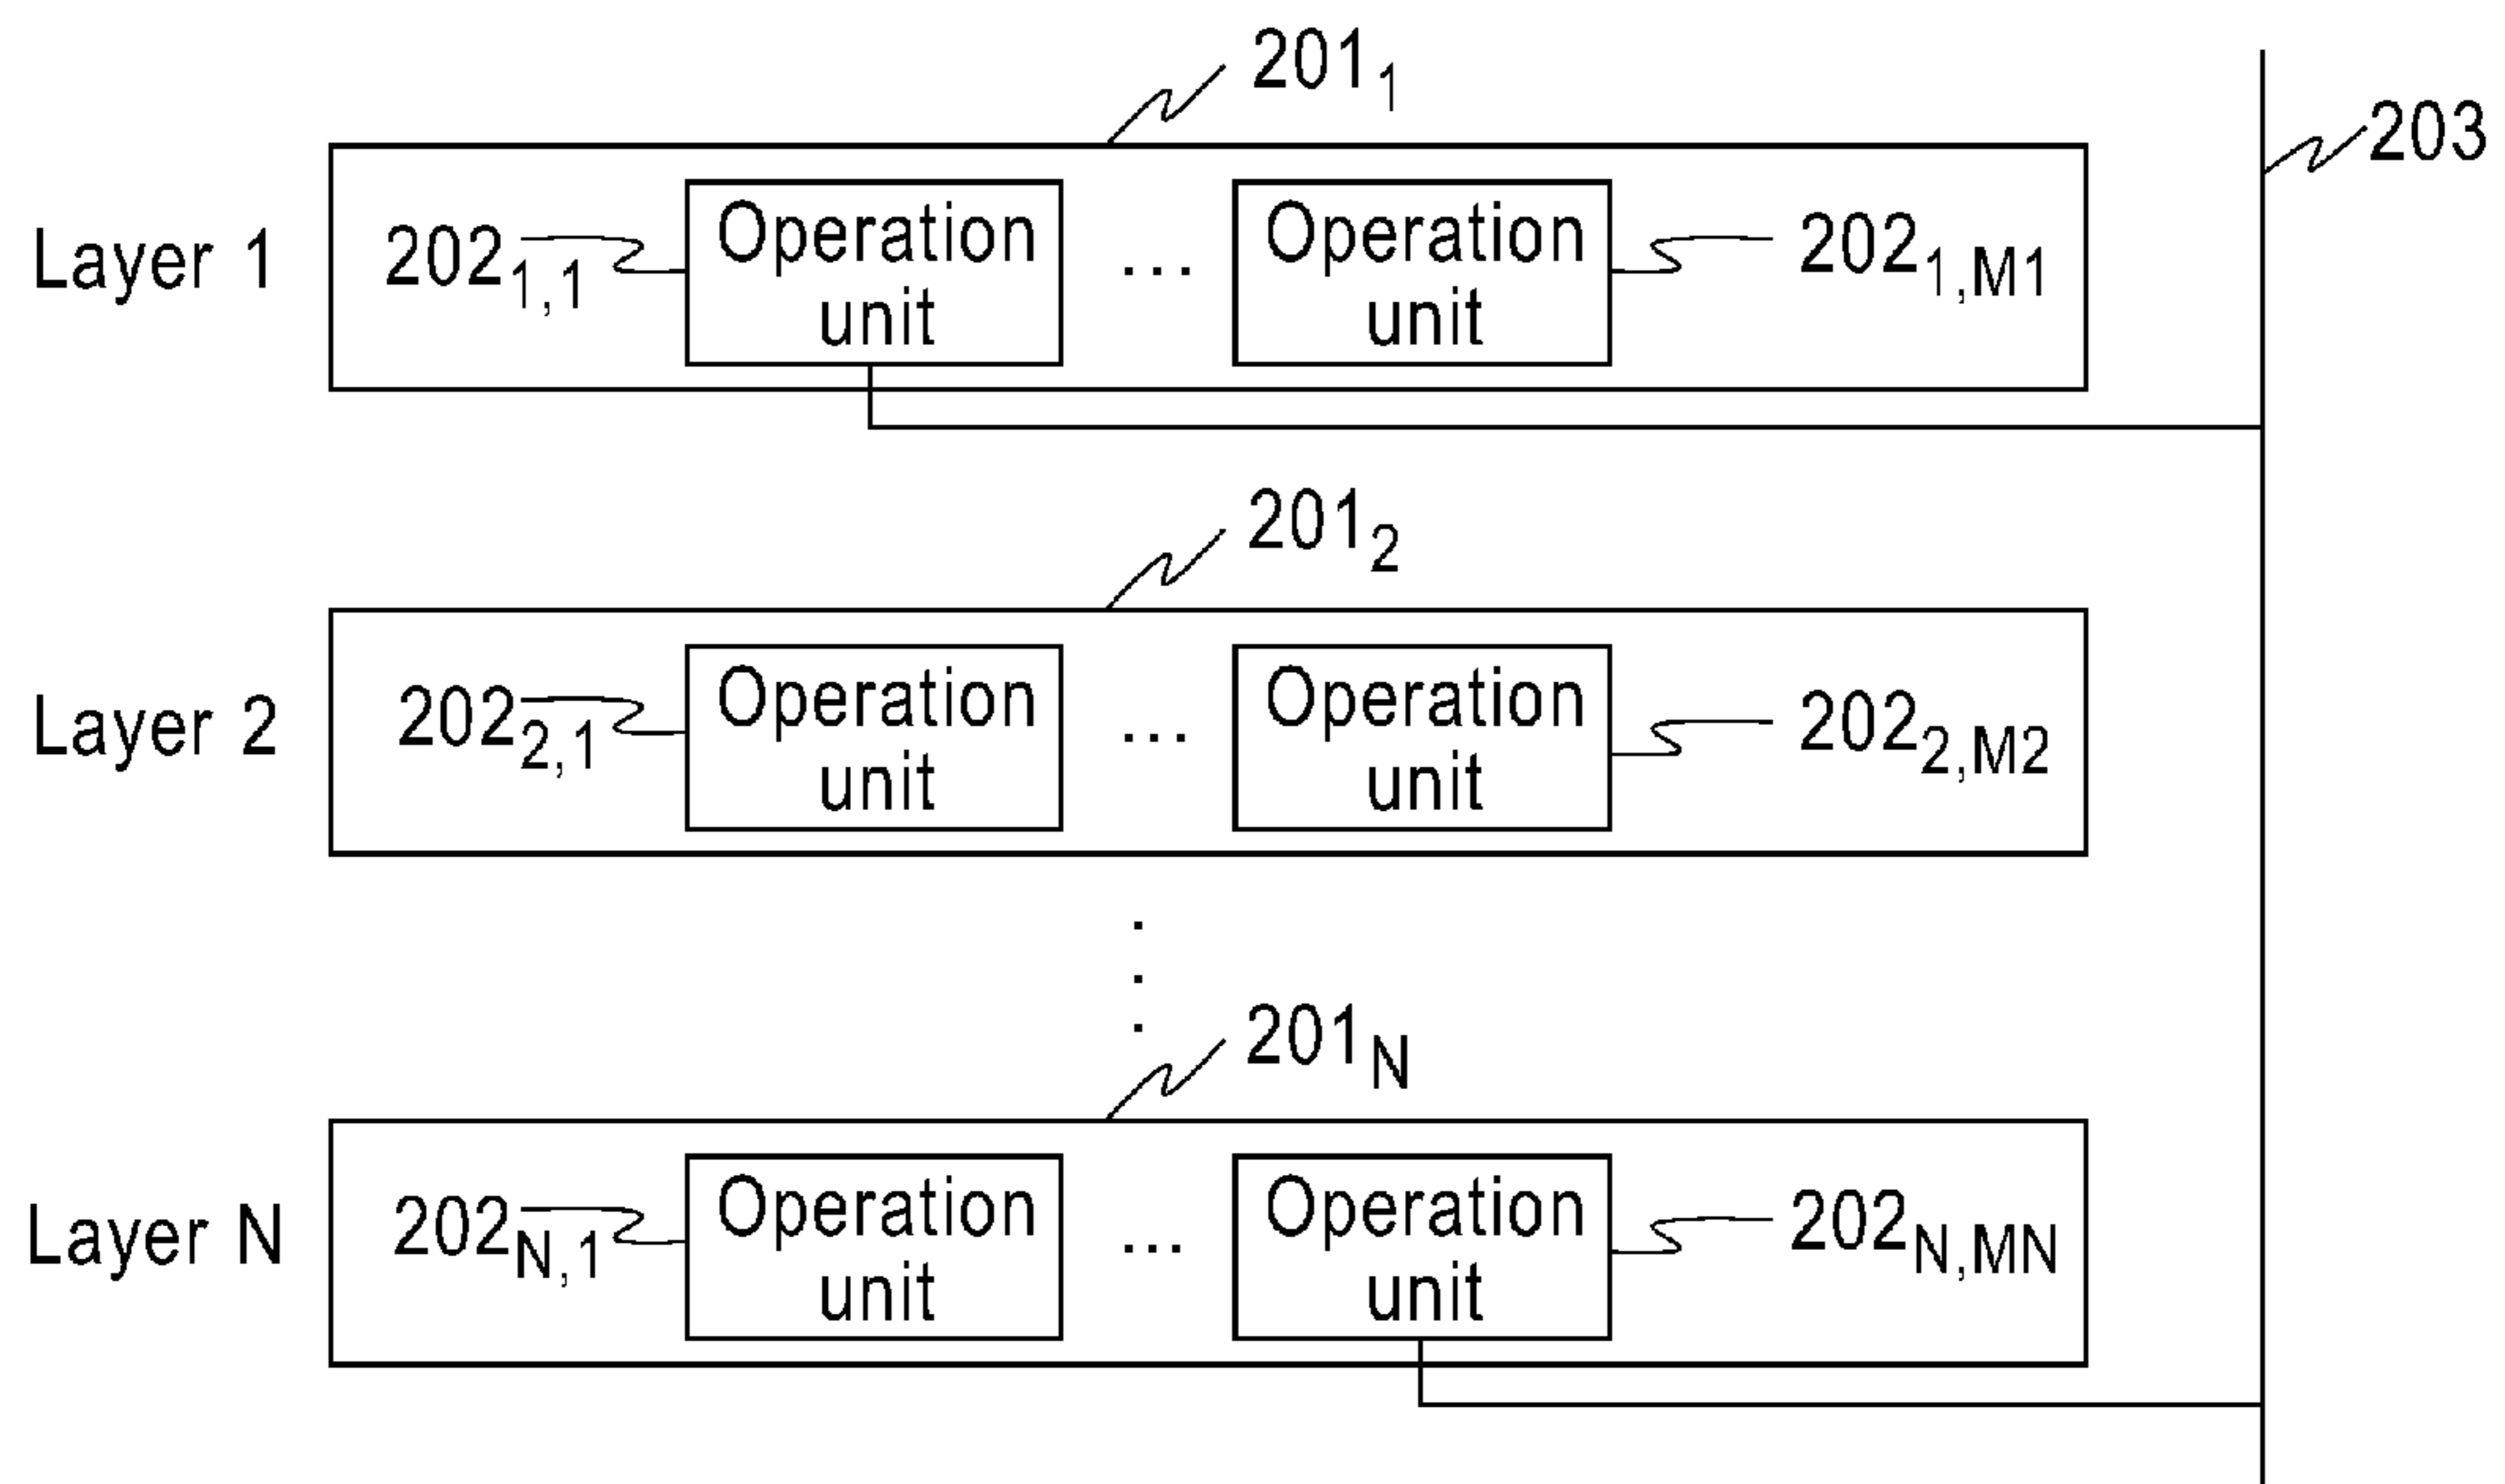 201₁
203
Layer 1
202₁,₁
Operation
unit
...
Operation
unit
202₁,M1
201₂
Layer 2
202₂,₁
Operation
unit
...
Operation
unit
202₂,M2
201N
Layer N
202N,1
Operation
unit
...
Operation
unit
202N,MN